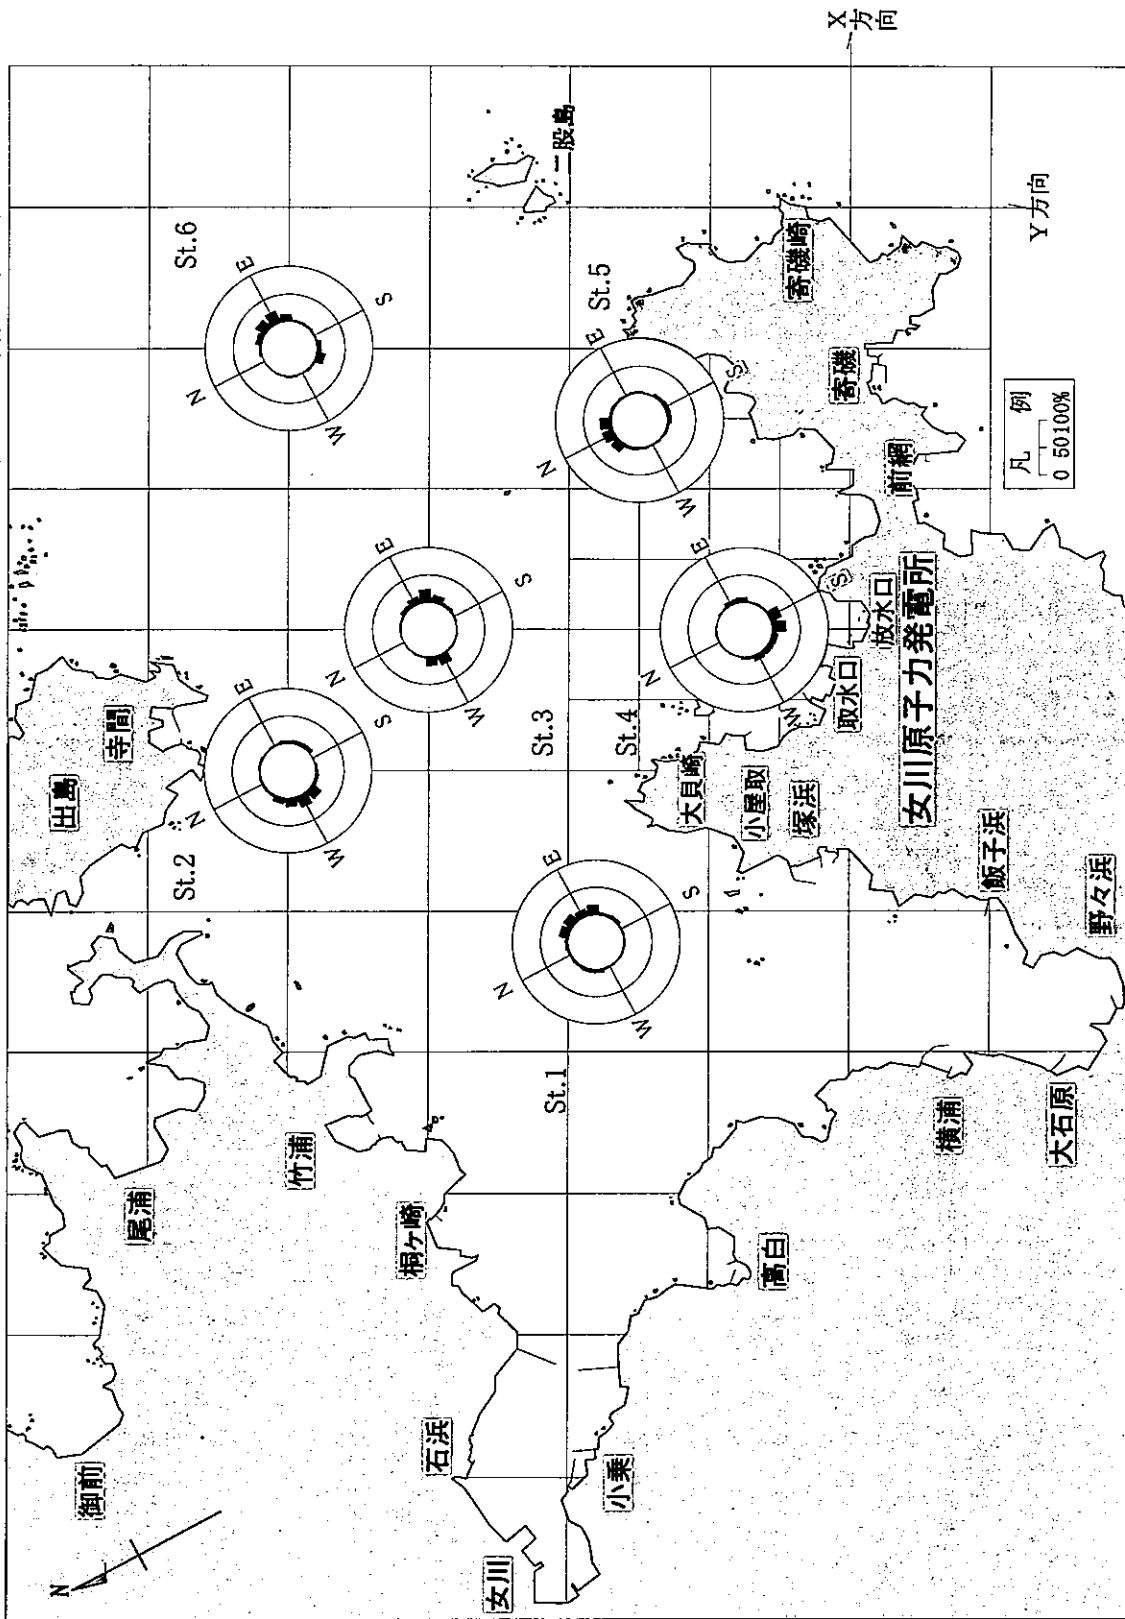 X方向
Y方向
St.6
E
S
N
W
二股島
St.5
E
S
N
W
寄磯崎
寄磯
前網
凡例
0 50100%
E
S
N
W
St.3
E
S
N
W
St.4
放水口
取水口
女川原子力発電所
出島
寺間
E
S
N
W
St.2
大貝崎
小屋取
塚浜
飯子浜
野々浜
E
S
N
W
St.1
尾浦
竹浦
桐ヶ崎
高白
横浦
大石原
御前
石浜
小乗
女川
N